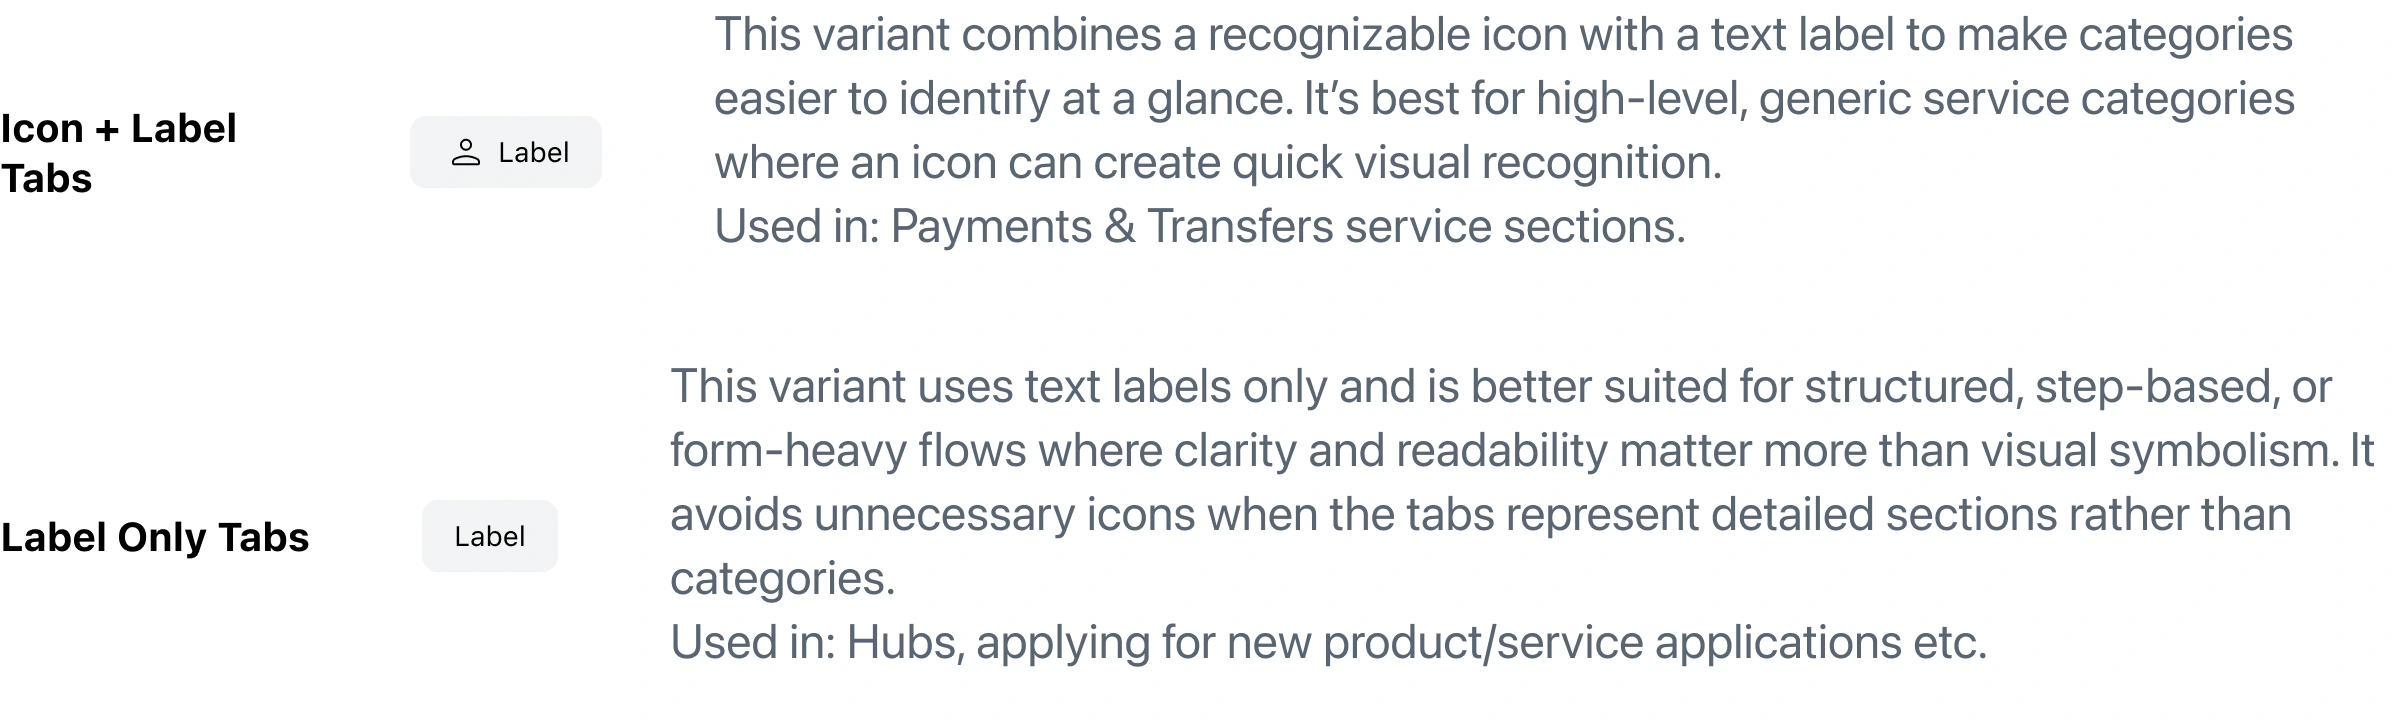 Icon + Label
Tabs
Label
This variant combines a recognizable icon with a text label to make categories
easier to identify at a glance. It’s best for high-level, generic service categories
where an icon can create quick visual recognition.
Used in: Payments & Transfers service sections.
Label Only Tabs
Label
This variant uses text labels only and is better suited for structured, step-based, or
form-heavy flows where clarity and readability matter more than visual symbolism. It
avoids unnecessary icons when the tabs represent detailed sections rather than
categories.
Used in: Hubs, applying for new product/service applications etc.